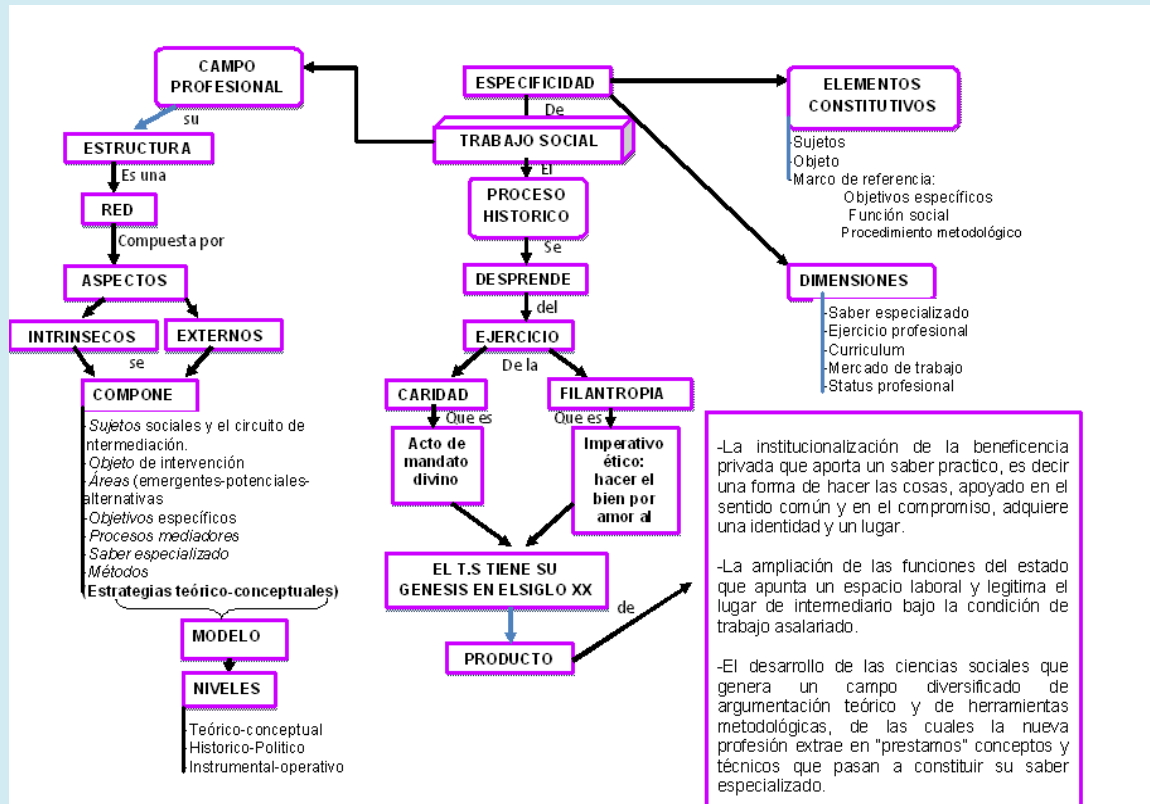 CAMPO
PROFESIONAL
su
ESTRUCTURA
Es una
RED
Compuesta por
ASPECTOS
INTRINSECOS
EXTERNOS
se
COMPONE
-Sujetos sociales y el circuito de
intermediación.
-Objeto de intervención
-Áreas (emergentes-potenciales-
alternativas
-Objetivos específicos
-Procesos mediadores
-Saber especializado
-Métodos
(Estrategias teórico-conceptuales)
MODELO
NIVELES
-Teórico-conceptual
-Historico-Politico
-Instrumental-operativo
ESPECIFICIDAD
De
TRABAJO SOCIAL
El
PROCESO
HISTORICO
Se
DESPRENDE
del
EJERCICIO
De la
CARIDAD
FILANTROPIA
Que es
Que es
Acto de
mandato
divino
Imperativo
ético:
hacer el
bien por
amor al
EL T.S TIENE SU
GENESIS EN ELSIGLO XX
de
PRODUCTO
ELEMENTOS
CONSTITUTIVOS
-Sujetos
-Objeto
-Marco de referencia:
Objetivos específicos
Función social
Procedimiento metodológico
DIMENSIONES
-Saber especializado
-Ejercicio profesional
-Curriculum
-Mercado de trabajo
-Status profesional
-La institucionalización de la beneficencia
privada que aporta un saber practico, es decir
una forma de hacer las cosas, apoyado en el
sentido común y en el compromiso, adquiere
una identidad y un lugar.
-La ampliación de las funciones del estado
que apunta un espacio laboral y legitima el
lugar de intermediario bajo la condición de
trabajo asalariado.
-El desarrollo de las ciencias sociales que
genera un campo diversificado de
argumentación teórico y de herramientas
metodológicas, de las cuales la nueva
profesión extrae en "prestamos" conceptos y
técnicos que pasan a constituir su saber
especializado.